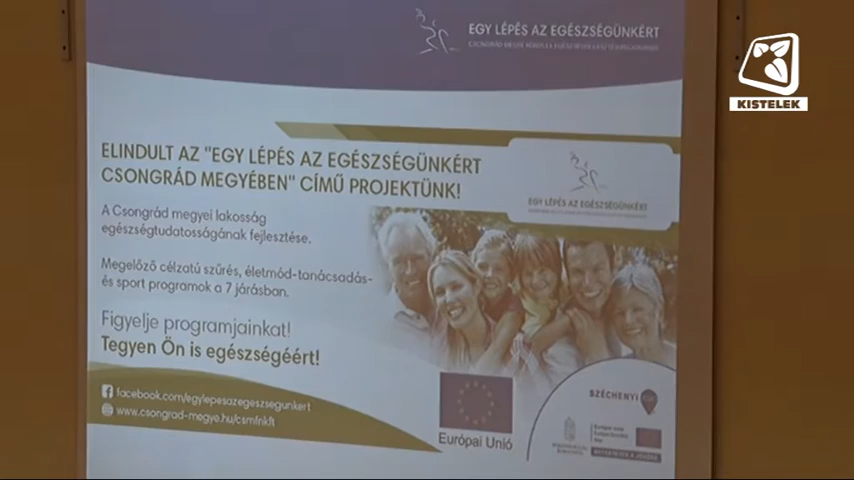 EGY LÉPÉS AZ EGÉSZSÉGÜNKÉRT
KISTELEK
ELINDULT AZ "EGY LÉPÉS AZ EGÉSZSÉGÜNKÉRT
CSONGRÁD MEGYÉBEN" CÍMŰ PROJEKTÜNK!
EGY LÉPÉS AZ EGÉSZSÉGÜNKÉRT
A Csongrád megyei lakosság
egészségtudatosságának fejlesztése.
Megelőző célzatú szűrés, életmód-tanácsadás-
és sport programok a 7 járásban.
Figyelje programjainkat!
Tegyen Ön is egészségéért!
facebook.com/egylepesazegeszsegunkert
www.csongrad-megye.hu/csmfnkft
Európai Unió
SZÉCHENYI